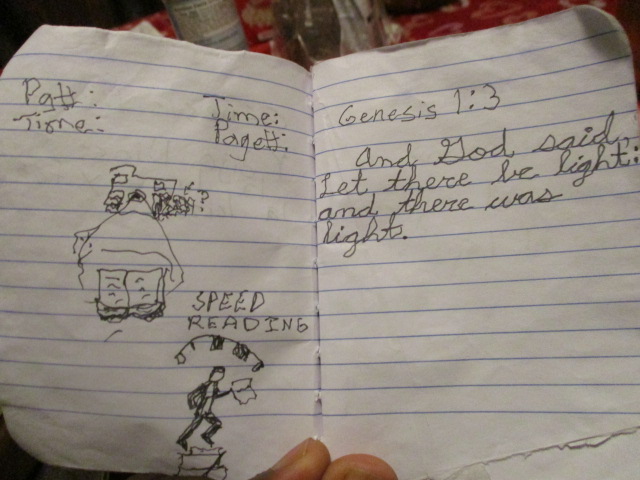 Pg#:
Time:
Time:
Page#:
?
SPEED
READING
Genesis 1:3
And God said,
Let there be light:
and there was
light.